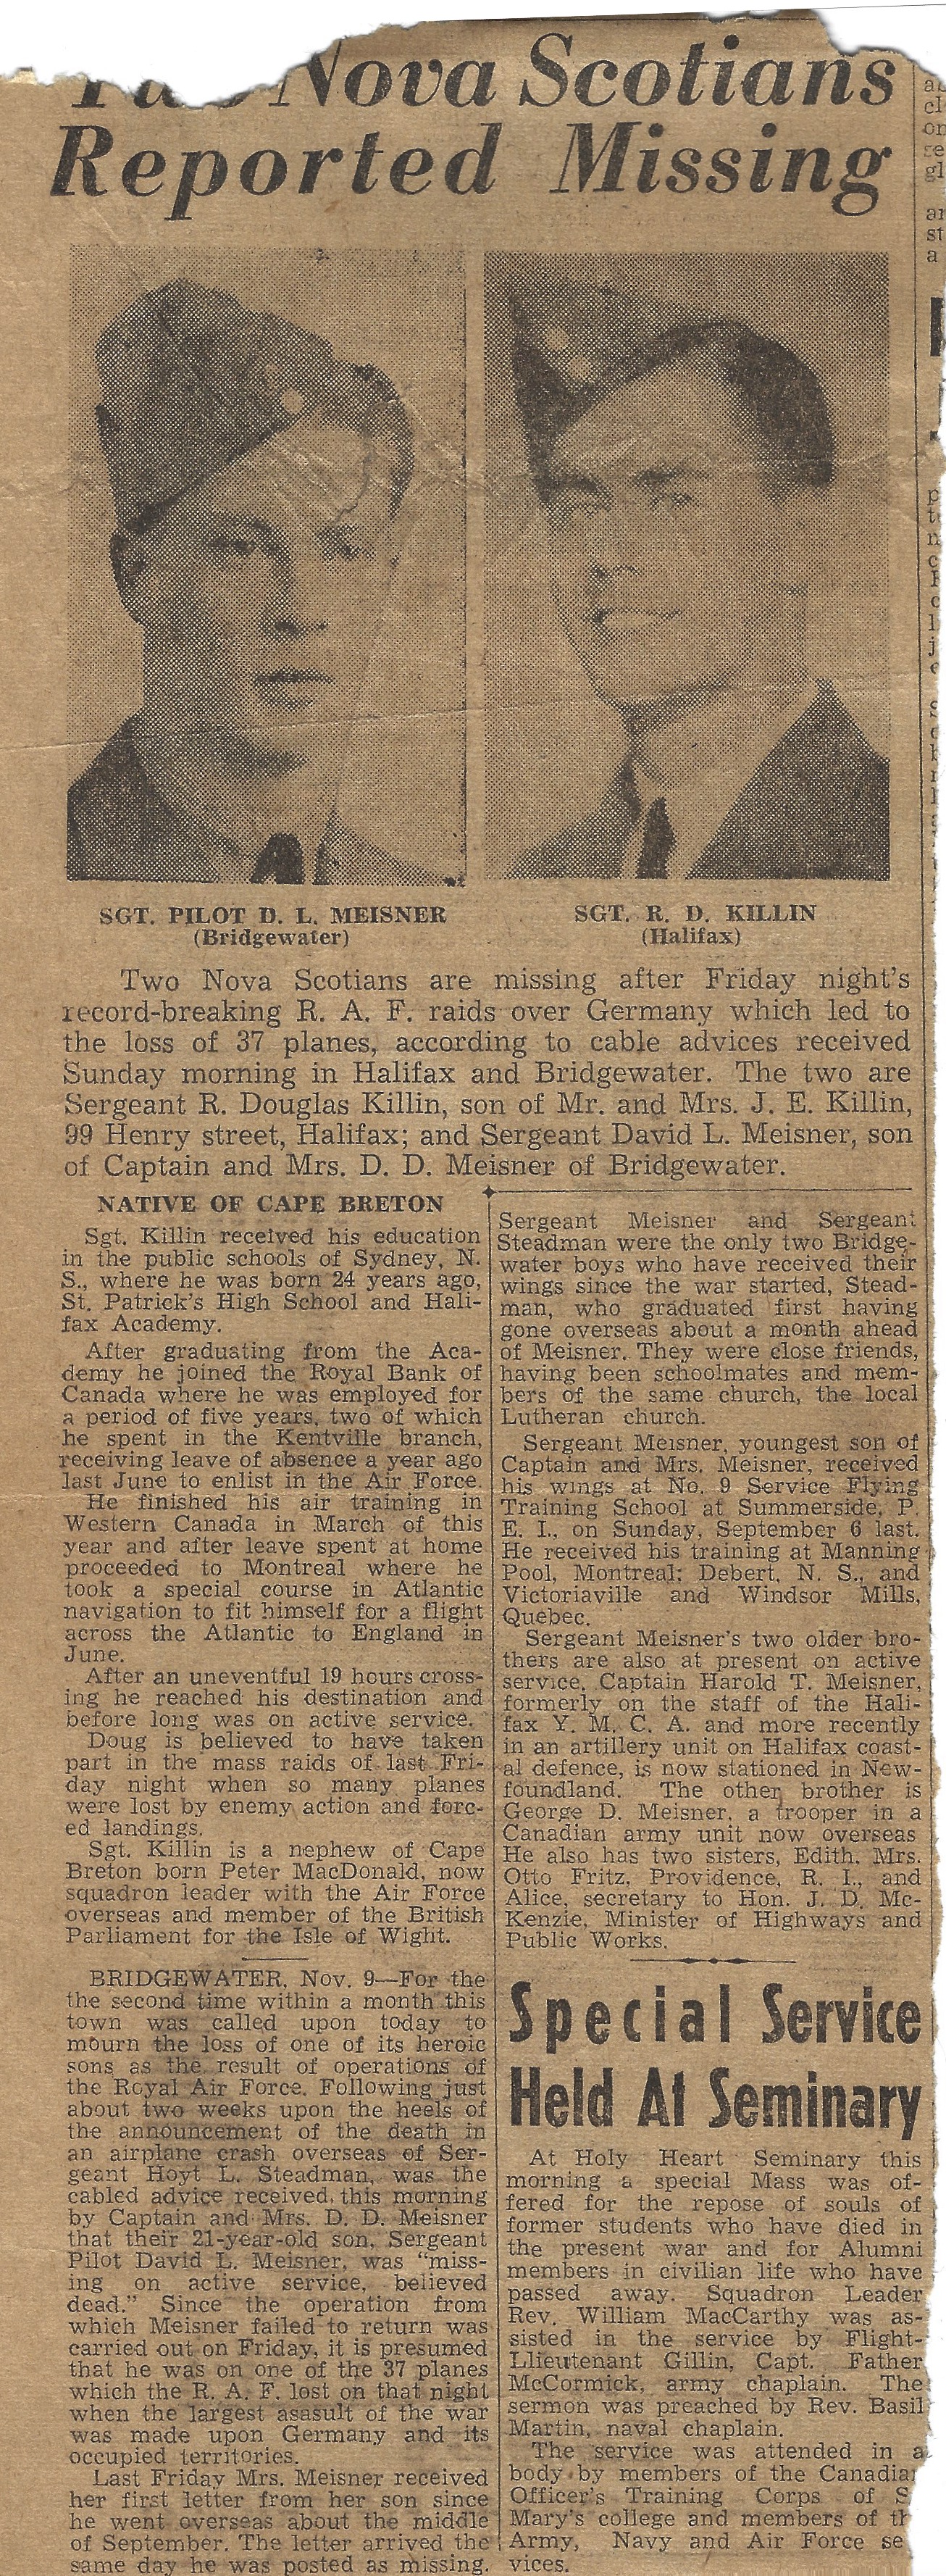 Two Nova Scotians
Reported Missing
SGT. PILOT D. L. MEISNER
(Bridgewater)
SGT. R. D. KILLIN
(Halifax)
Two Nova Scotians are missing after Friday night's
record-breaking R. A. F. raids over Germany which led to
the loss of 37 planes, according to cable advices received
Sunday morning in Halifax and Bridgewater. The two are
Sergeant R. Douglas Killin, son of Mr. and Mrs. J. E. Killin,
99 Henry street, Halifax; and Sergeant David L. Meisner, son
of Captain and Mrs. D. D. Meisner of Bridgewater.
NATIVE OF CAPE BRETON
Sgt. Killin received his education
in the public schools of Sydney, N.
S., where he was born 24 years ago,
St. Patrick's High School and Hali-
fax Academy.
After graduating from the Aca-
demy he joined the Royal Bank of
Canada where he was employed for
a period of five years, two of which
he spent in the Kentville branch,
receiving leave of absence a year ago
last June to enlist in the Air Force.
He finished his air training in
Western Canada in March of this
year and after leave spent at home
proceeded to Montreal where he
took a special course in Atlantic
navigation to fit himself for a flight
across the Atlantic to England in
June.
After an uneventful 19 hours cross-
ing he reached his destination and
before long was on active service.
Doug is believed to have taken
part in the mass raids of last Fri-
day night when so many planes
were lost by enemy action and forc-
ed landings.
Sgt. Killin is a nephew of Cape
Breton born Peter MacDonald, now
squadron leader with the Air Force
overseas and member of the British
Parliament for the Isle of Wight.
BRIDGEWATER, Nov. 9—For the
the second time within a month this
town was called upon today to
mourn the loss of one of its heroic
sons as the result of operations of
the Royal Air Force. Following just
about two weeks upon the heels of
the announcement of the death in
an airplane crash overseas of Ser-
geant Hoyt L. Steadman, was the
cabled advice received, this morning
by Captain and Mrs. D. D. Meisner
that their 21-year-old son, Sergeant
Pilot David L. Meisner, was "miss-
ing on active service, believed
dead." Since the operation from
which Meisner failed to return was
carried out on Friday, it is presumed
that he was on one of the 37 planes
which the R. A. F. lost on that night
when the largest asasult of the war
was made upon Germany and its
occupied territories.
Last Friday Mrs. Meisner received
her first letter from her son since
he went overseas about the middle
of September. The letter arrived the
same day he was posted as missing.
Sergeant Meisner and Sergeant
Steadman were the only two Bridge-
water boys who have received their
wings since the war started, Stead-
man, who graduated first having
gone overseas about a month ahead
of Meisner. They were close friends,
having been schoolmates and mem-
bers of the same church, the local
Lutheran church.
Sergeant Meisner, youngest son of
Captain and Mrs. Meisner, received
his wings at No. 9 Service Flying
Training School at Summerside, P.
E. I., on Sunday, September 6 last.
He received his training at Manning
Pool, Montreal; Debert, N. S., and
Victoriaville and Windsor Mills,
Quebec.
Sergeant Meisner's two older bro-
thers are also at present on active
service, Captain Harold T. Meisner,
formerly on the staff of the Hali-
fax Y. M. C. A. and more recently
in an artillery unit on Halifax coast-
al defence, is now stationed in New-
foundland. The other brother is
George D. Meisner, a trooper in a
Canadian army unit now overseas
He also has two sisters, Edith, Mrs.
Otto Fritz, Providence, R. I., and
Alice, secretary to Hon. J. D. Mc-
Kenzie, Minister of Highways and
Public Works.
Special Service
Held At Seminary
At Holy Heart Seminary this
morning a special Mass was of-
fered for the repose of souls of
former students who have died in
the present war and for Alumni
members in civilian life who have
passed away. Squadron Leader
Rev. William MacCarthy was as-
sisted in the service by Flight-
Llieutenant Gillin, Capt. Father
McCormick, army chaplain. The
sermon was preached by Rev. Basil
Martin, naval chaplain.
The service was attended in a
body by members of the Canadian
Officer's Training Corps of S
Mary's college and members of th
Army, Navy and Air Force se
vices.